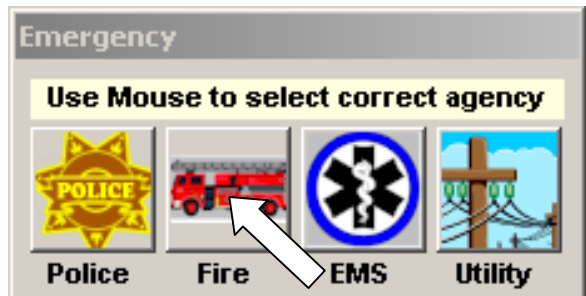 Emergency
Use Mouse to select correct agency
POLICE
Police Fire EMS Utility